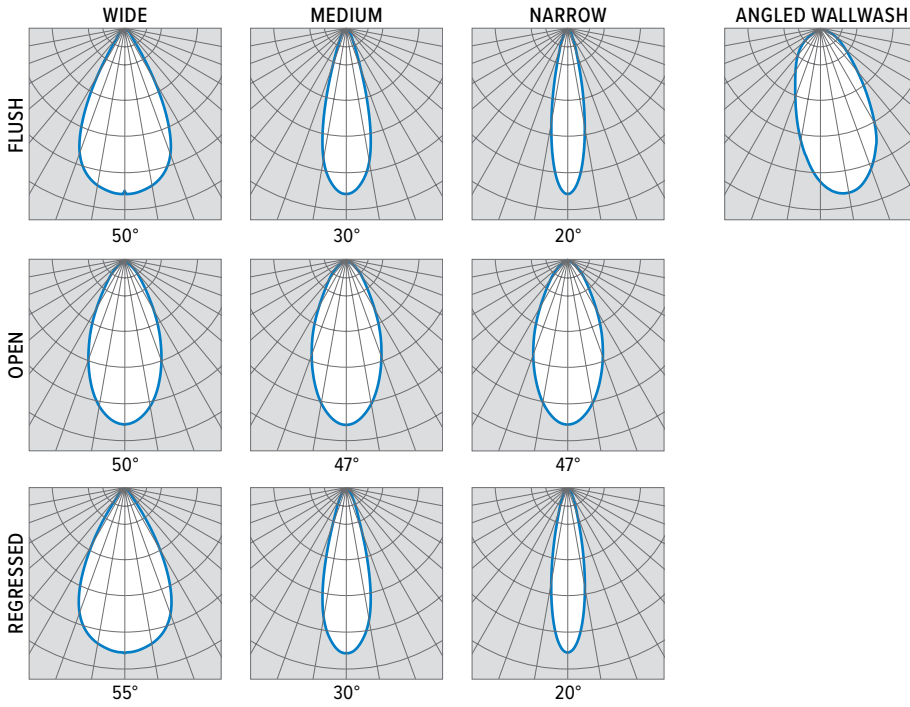 WIDE MEDIUM NARROW ANGLED WALLWASH
FLUSH
50° 30° 20°
OPEN
50° 47° 47°
REGRESSED
55° 30° 20°